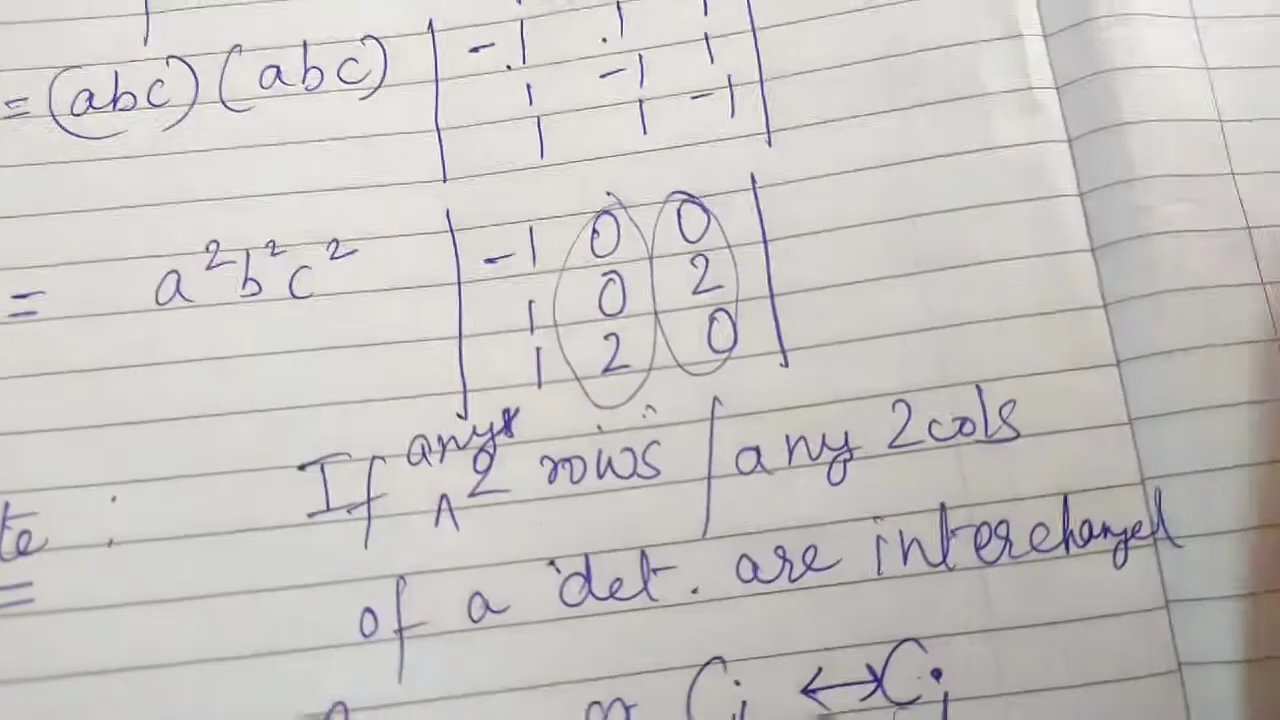 = (abc) (abc) | -1 1 1
1 -1 1
1 1 -1 |
= a²b²c² | -1 0 0
1 0 2
1 2 0 |
te : If any 2 rows / any 2 cols
of a det. are interchanged
Cᵢ ↔ Cⱼ